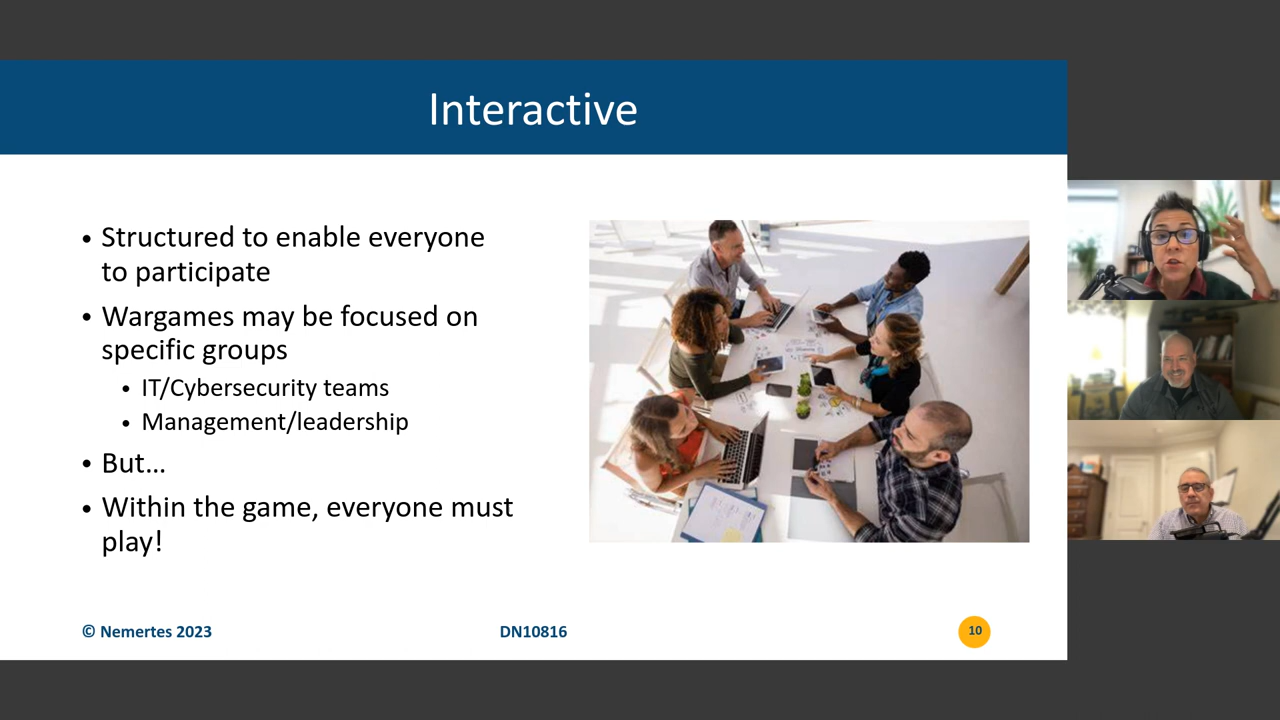 Interactive
• Structured to enable everyone
to participate
• Wargames may be focused on
specific groups
• IT/Cybersecurity teams
• Management/leadership
• But...
• Within the game, everyone must
play!
© Nemertes 2023
DN10816
10